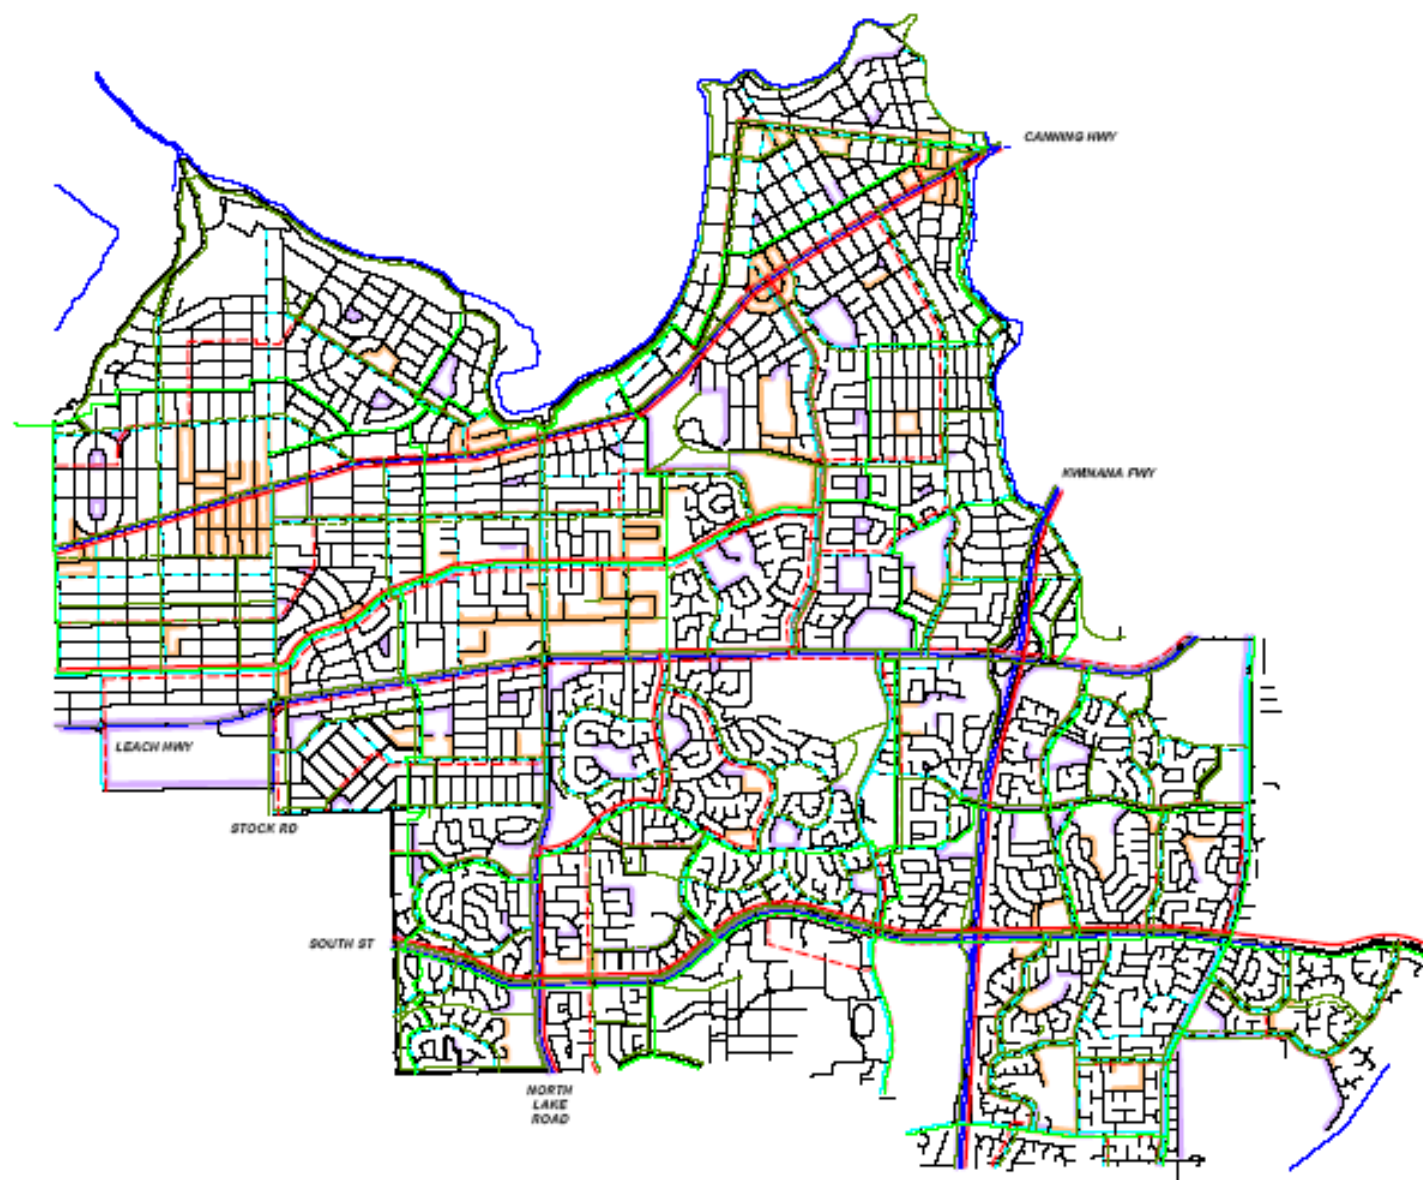 CANNING HWY
KWINANA FWY
LEACH HWY
STOCK RD
SOUTH ST
NORTH
LAKE
ROAD